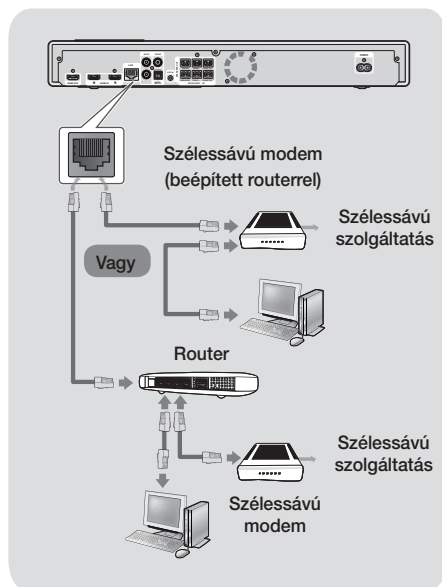 Szélessávú modem
(beépített routerrel)
Szélessávú
szolgáltatás
Vagy
Router
Szélessávú
szolgáltatás
Szélessávú
modem